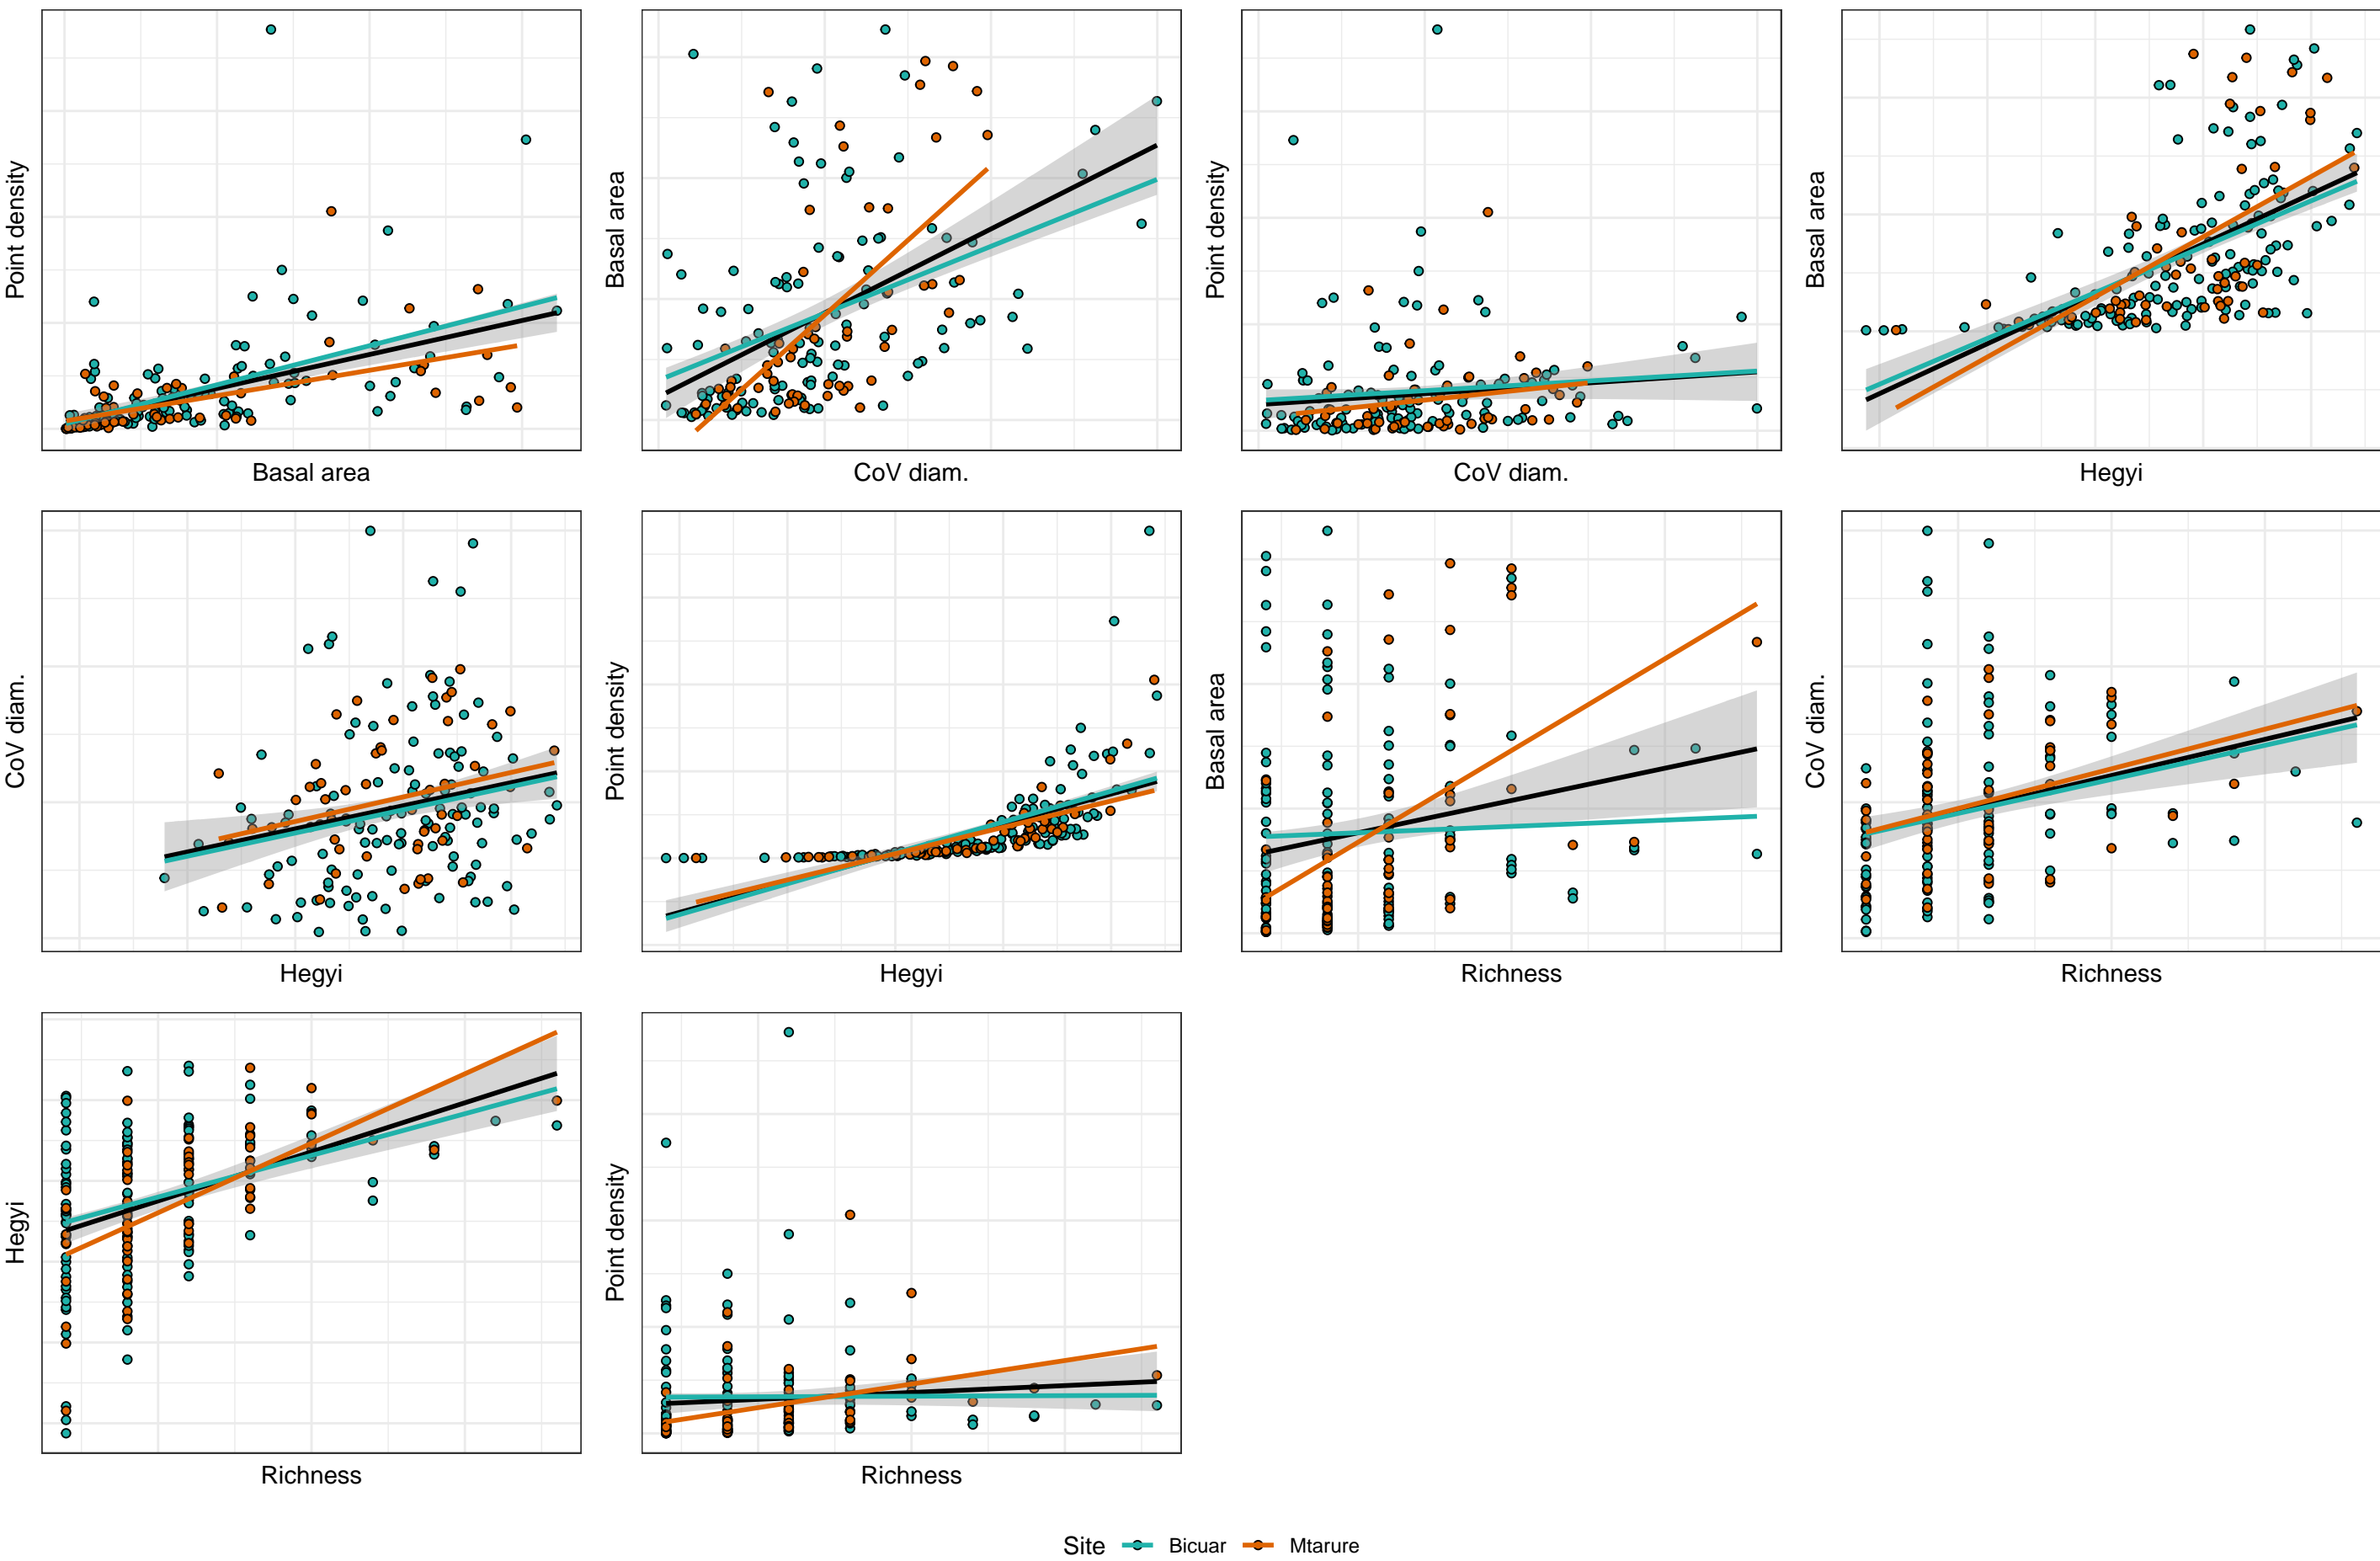 Point density
Basal area
Basal area
CoV diam.
Point density
CoV diam.
Basal area
Hegyi
CoV diam.
Hegyi
Point density
Hegyi
Basal area
Richness
CoV diam.
Richness
Hegyi
Richness
Point density
Richness
Site Bicuar Mtarure